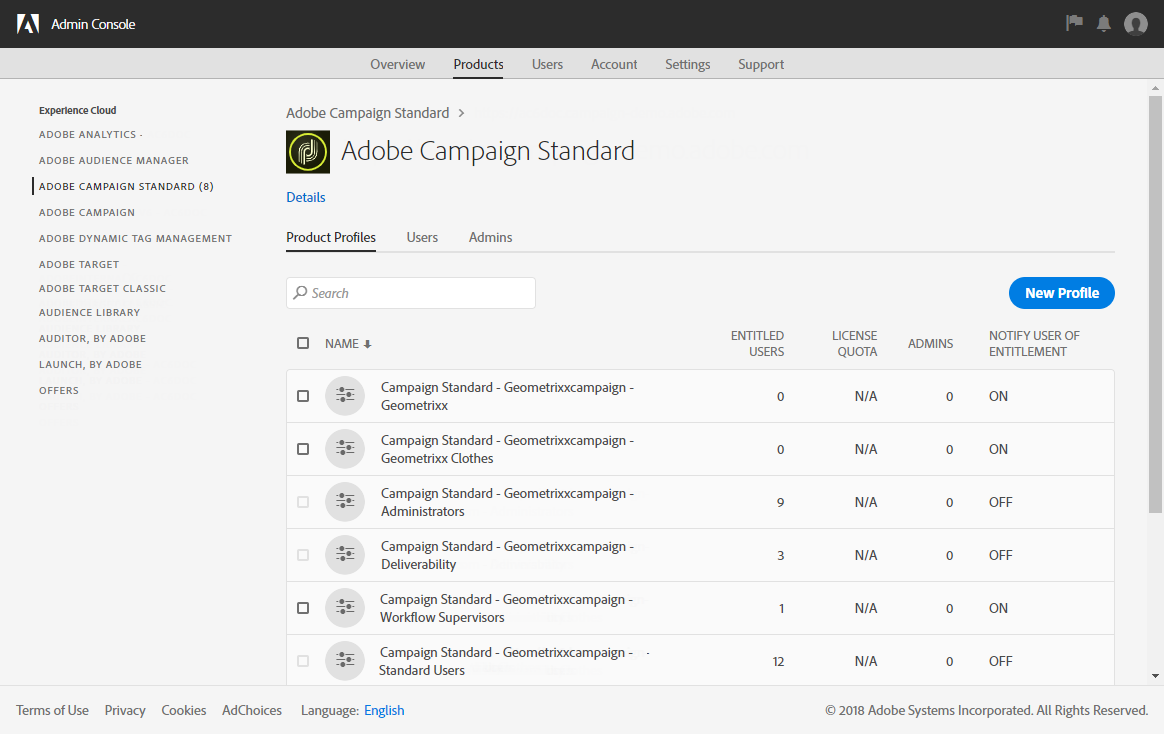 Admin Console
Overview Products Users Account Settings Support
Experience Cloud
ADOBE ANALYTICS -
ADOBE AUDIENCE MANAGER
ADOBE CAMPAIGN STANDARD (8)
ADOBE CAMPAIGN
ADOBE DYNAMIC TAG MANAGEMENT
ADOBE TARGET
ADOBE TARGET CLASSIC
AUDIENCE LIBRARY
AUDITOR, BY ADOBE
LAUNCH, BY ADOBE
OFFERS
Adobe Campaign Standard >
Adobe Campaign Standard
Details
Product Profiles Users Admins
Search
New Profile
NAME ENTITLED USERS LICENSE QUOTA ADMINS NOTIFY USER OF ENTITLEMENT
Campaign Standard - Geometrixxcampaign -
Geometrixx
0 N/A 0 ON
Campaign Standard - Geometrixxcampaign -
Geometrixx Clothes
0 N/A 0 ON
Campaign Standard - Geometrixxcampaign -
Administrators
9 N/A 0 OFF
Campaign Standard - Geometrixxcampaign -
Deliverability
3 N/A 0 OFF
Campaign Standard - Geometrixxcampaign -
Workflow Supervisors
1 N/A 0 ON
Campaign Standard - Geometrixxcampaign - -
Standard Users
12 N/A 0 OFF
Terms of Use Privacy Cookies AdChoices Language: English © 2018 Adobe Systems Incorporated. All Rights Reserved.